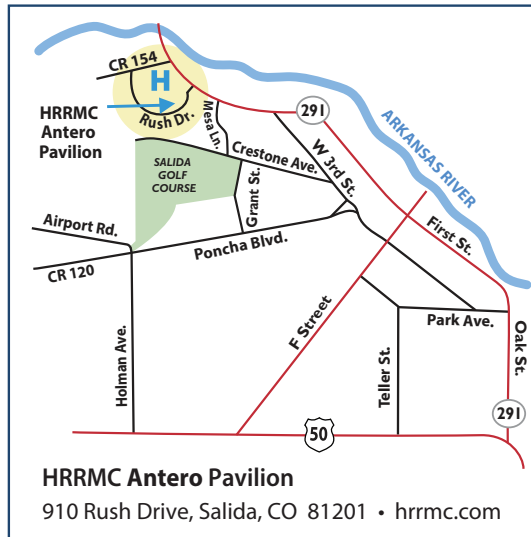 CR 154
H
Rush Dr.
HRRMC
Antero
Pavilion
Mesa Ln.
291
ARKANSAS RIVER
SALIDA
GOLF
COURSE
Crestone Ave.
W 3rd St.
Grant St.
Airport Rd.
Poncha Blvd.
First St.
CR 120
F Street
Park Ave.
Oak St.
Holman Ave.
Teller St.
291
50
HRRMC Antero Pavilion
910 Rush Drive, Salida, CO 81201 • hrrmc.com